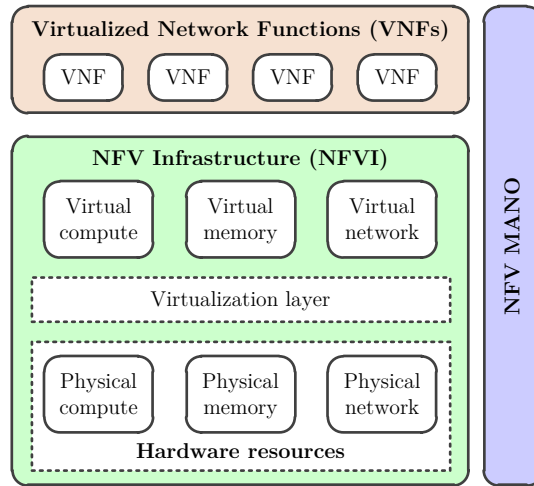 Virtualized Network Functions (VNFs)
VNF VNF VNF VNF
NFV Infrastructure (NFVI)
Virtual compute
Virtual memory
Virtual network
Virtualization layer
Physical compute
Physical memory
Physical network
Hardware resources
NFV MANO